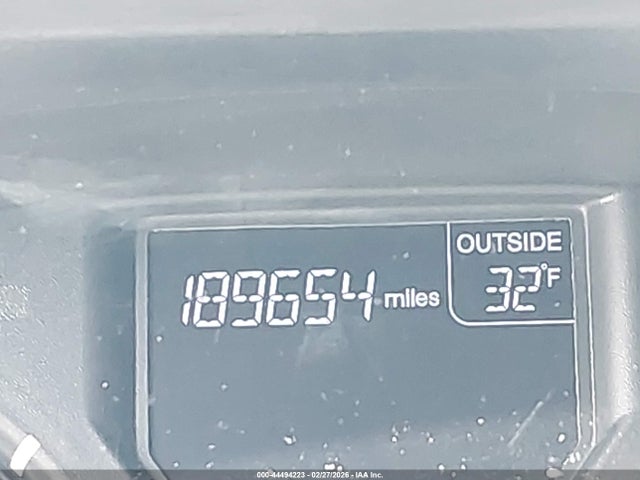 OUTSIDE
189654 miles 32°F
000-44494223 - 02/27/2026 - IAA Inc.